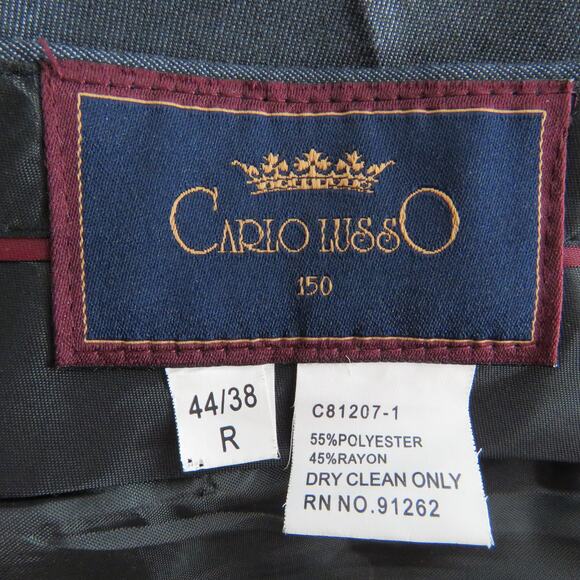 CARLO LUSSO
150
44/38
R
C81207-1
55%POLYESTER
45%RAYON
DRY CLEAN ONLY
RN NO.91262